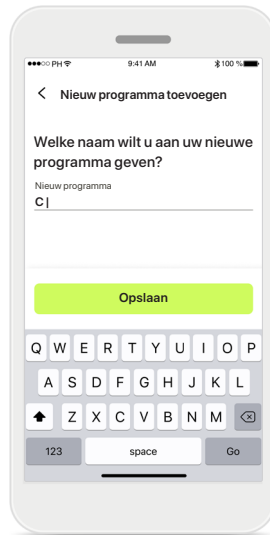 PH 9:41 AM 100 %
Nieuw programma toevoegen
Welke naam wilt u aan uw nieuwe
programma geven?
Nieuw programma
C
Opslaan
Q W E R T Y U I O P
A S D F G H J K L
Z X C V B N M
123 space Go